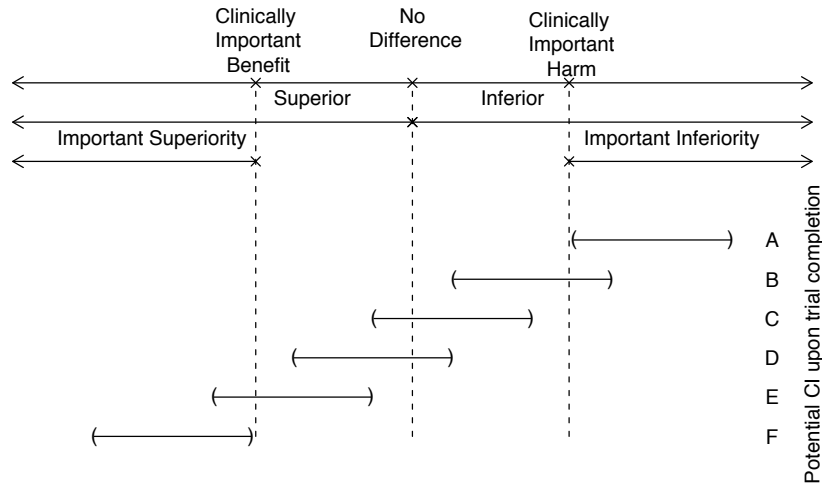 Clinically
Important
Benefit
No
Difference
Clinically
Important
Harm
Superior
Inferior
Important Superiority
Important Inferiority
A
B
C
D
E
F
Potential CI upon trial completion